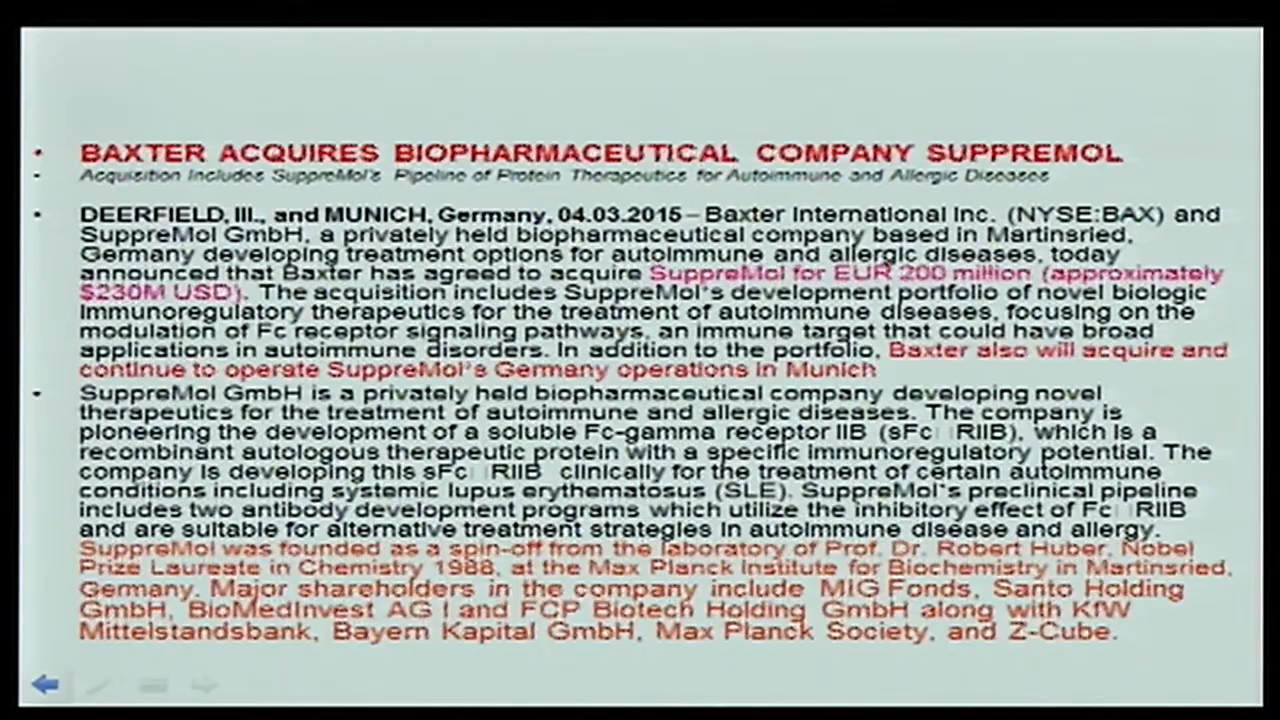 • BAXTER ACQUIRES BIOPHARMACEUTICAL COMPANY SUPPREMOL
• Acquisition Includes SuppreMol's Pipeline of Protein Therapeutics for Autoimmune and Allergic Diseases
• DEERFIELD, Ill., and MUNICH, Germany, 04.03.2015 – Baxter International Inc. (NYSE:BAX) and
SuppreMol GmbH, a privately held biopharmaceutical company based in Martinsried,
Germany developing treatment options for autoimmune and allergic diseases, today
announced that Baxter has agreed to acquire SuppreMol for EUR 200 million (approximately
$230M USD). The acquisition includes SuppreMol's development portfolio of novel biologic
immunoregulatory therapeutics for the treatment of autoimmune diseases, focusing on the
modulation of Fc receptor signaling pathways, an immune target that could have broad
applications in autoimmune disorders. In addition to the portfolio, Baxter also will acquire and
continue to operate SuppreMol's Germany operations in Munich
• SuppreMol GmbH is a privately held biopharmaceutical company developing novel
therapeutics for the treatment of autoimmune and allergic diseases. The company is
pioneering the development of a soluble Fc-gamma receptor IIB (sFc□□RIIB), which is a
recombinant autologous therapeutic protein with a specific immunoregulatory potential. The
company is developing this sFc□□RIIB clinically for the treatment of certain autoimmune
conditions including systemic lupus erythematosus (SLE). SuppreMol's preclinical pipeline
includes two antibody development programs which utilize the inhibitory effect of Fc□□RIIB
and are suitable for alternative treatment strategies in autoimmune disease and allergy.
SuppreMol was founded as a spin-off from the laboratory of Prof. Dr. Robert Huber, Nobel
Prize Laureate in Chemistry 1988, at the Max Planck Institute for Biochemistry in Martinsried,
Germany. Major shareholders in the company include MIG Fonds, Santo Holding
GmbH, BioMedInvest AG I and FCP Biotech Holding GmbH along with KfW
Mittelstandsbank, Bayern Kapital GmbH, Max Planck Society, and Z-Cube.